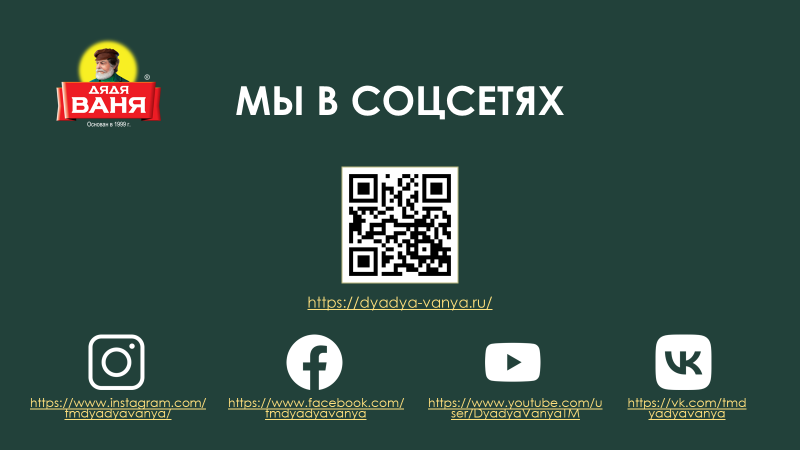 ДЯДЯ
ВАНЯ
®
Основан в 1999 г.
МЫ В СОЦСЕТЯХ
https://dyadya-vanya.ru/
https://www.instagram.com/
tmdyadyavanya/
https://www.facebook.com/
tmdyadyavanya
https://www.youtube.com/u
ser/DyadyaVanyaTM
https://vk.com/tmd
yadyavanya